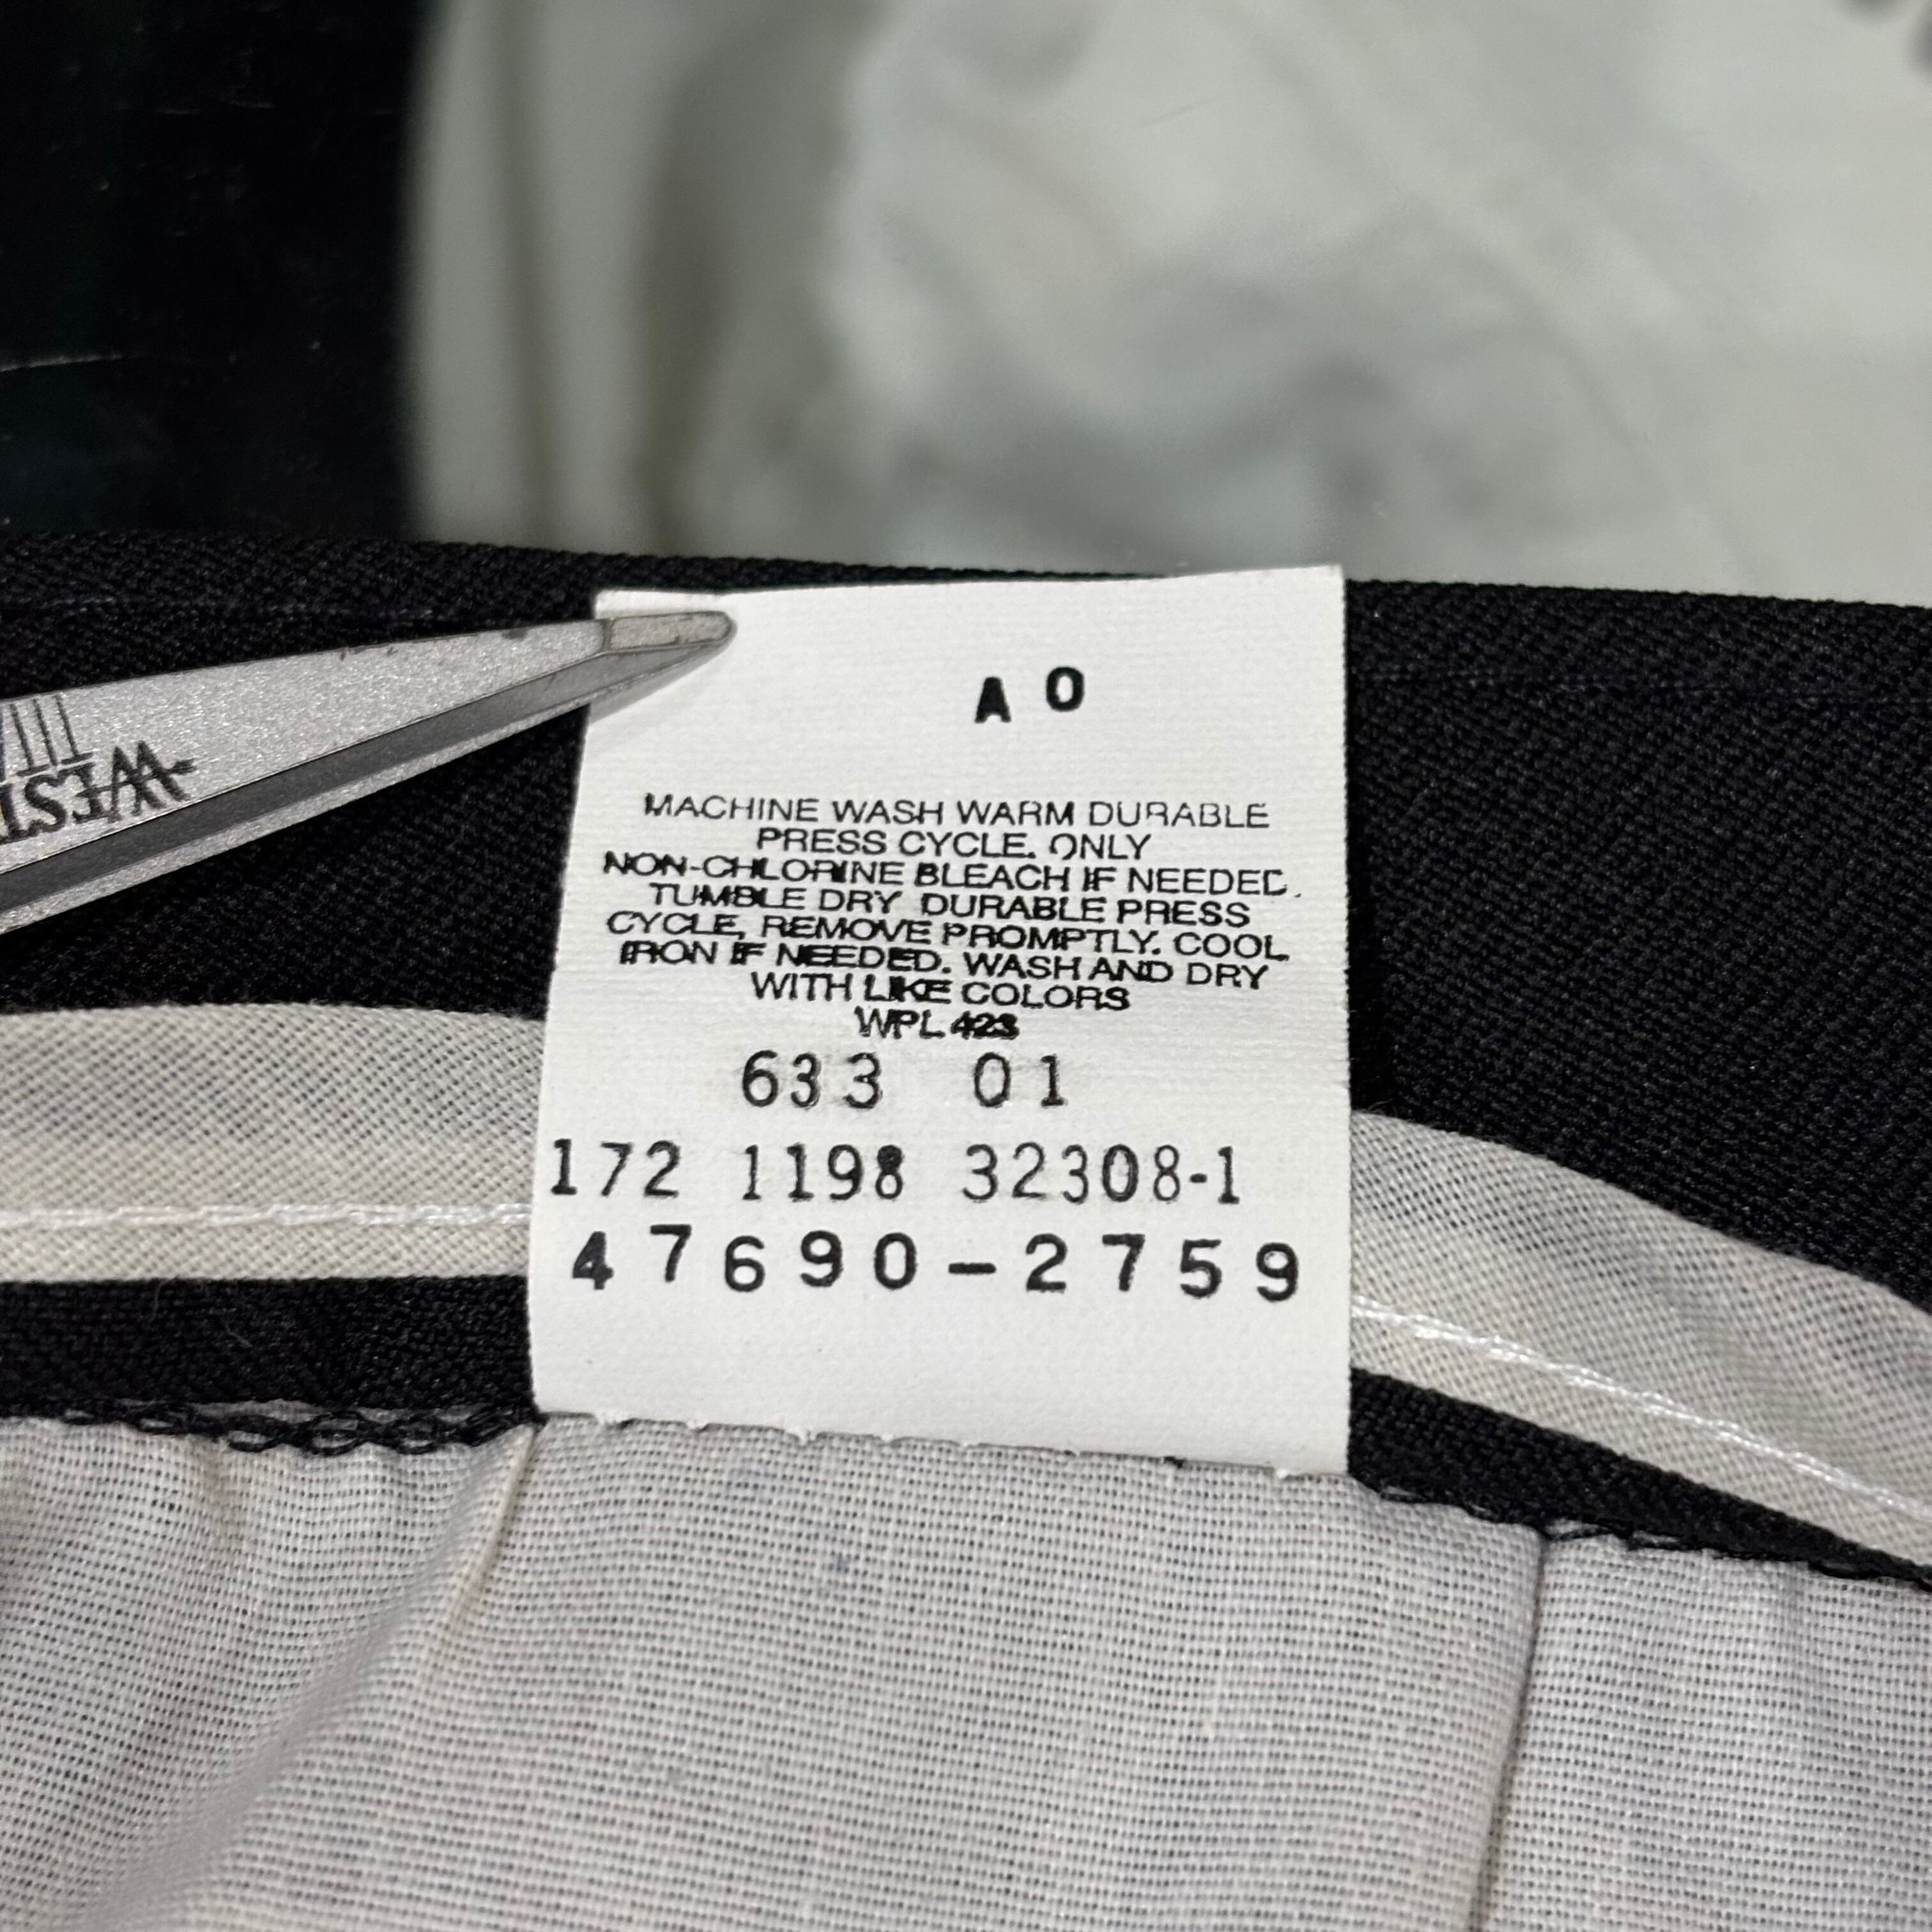 A O
MACHINE WASH WARM DURABLE
PRESS CYCLE. ONLY
NON-CHLORINE BLEACH IF NEEDED.
TUMBLE DRY DURABLE PRESS
CYCLE, REMOVE PROMPTLY. COOL
IRON IF NEEDED. WASH AND DRY
WITH LIKE COLORS
WPL 423
633 01
172 1198 32308-1
47690-2759